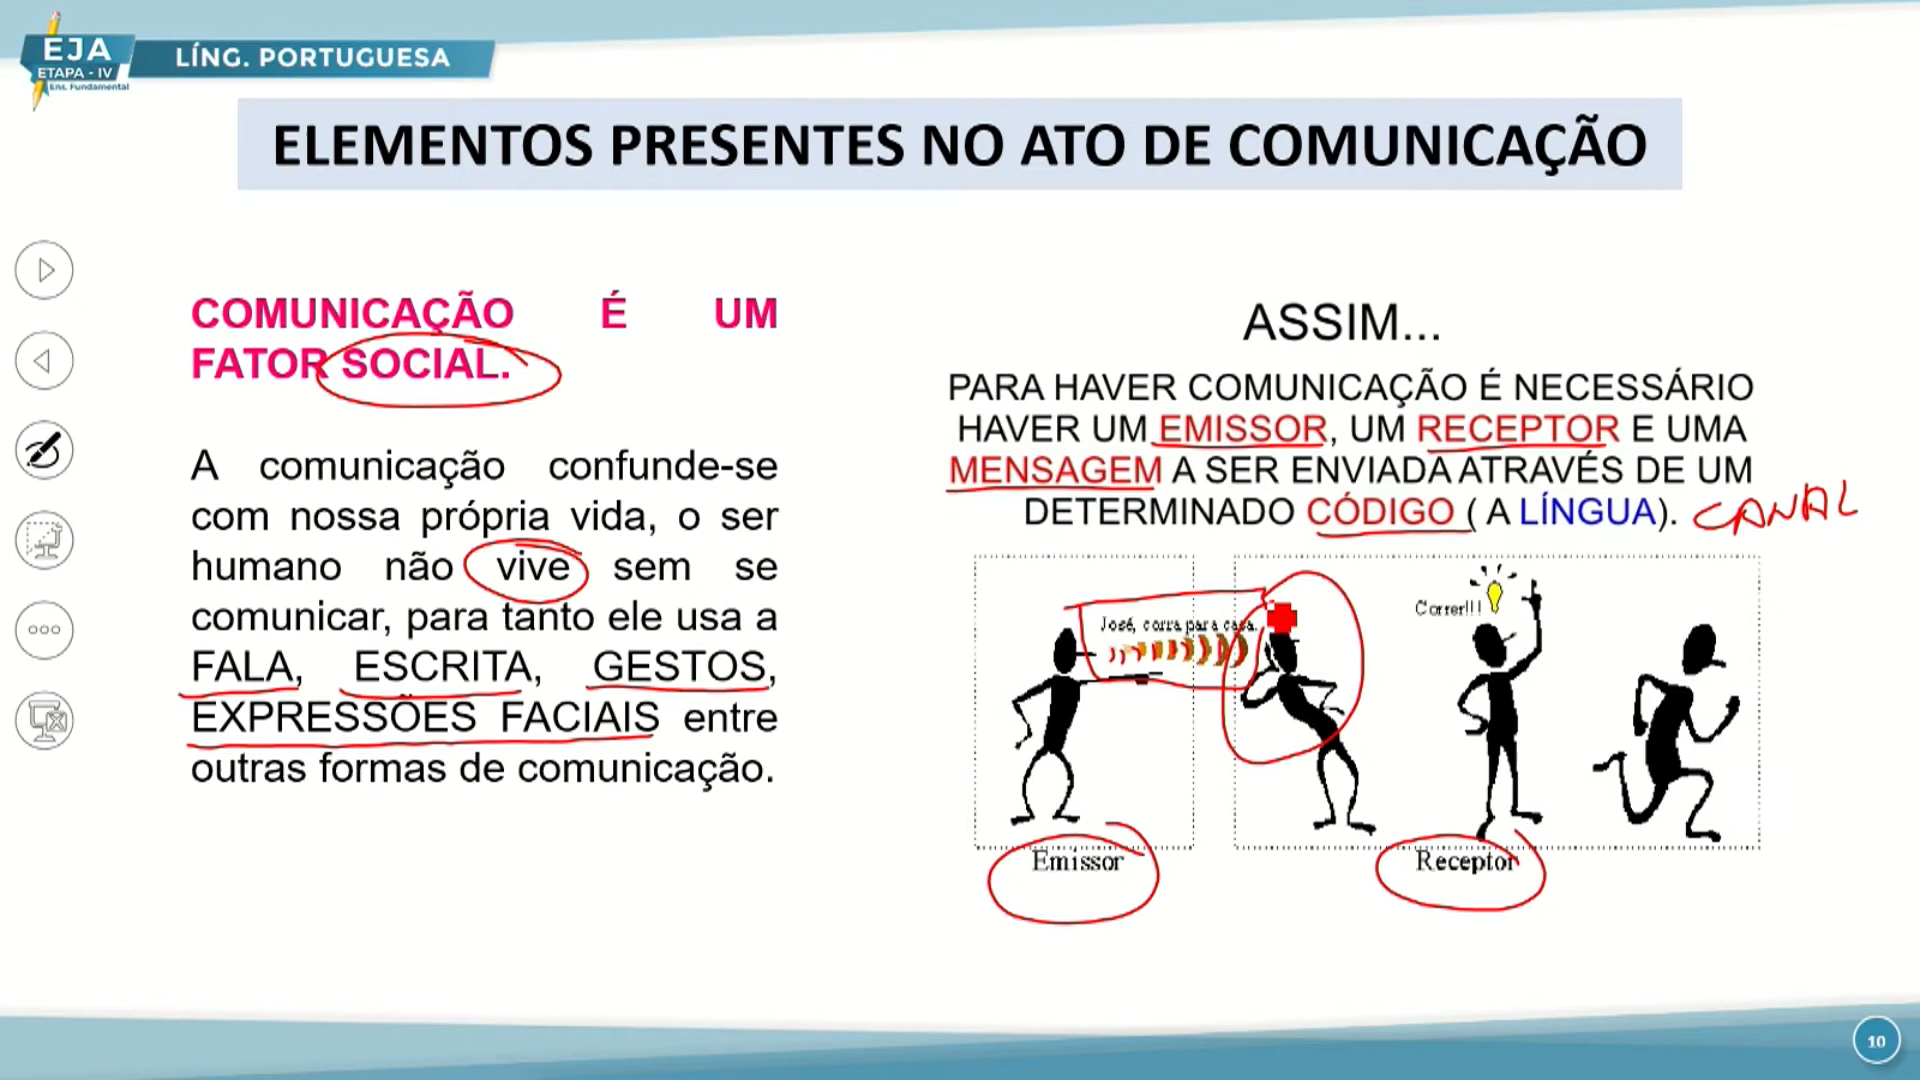 EJA
ETAPA - IV
Ens. Fundamental
LÍNG. PORTUGUESA
ELEMENTOS PRESENTES NO ATO DE COMUNICAÇÃO
COMUNICAÇÃO É UM
FATOR SOCIAL.
A comunicação confunde-se
com nossa própria vida, o ser
humano não vive sem se
comunicar, para tanto ele usa a
FALA, ESCRITA, GESTOS,
EXPRESSÕES FACIAIS entre
outras formas de comunicação.
ASSIM...
PARA HAVER COMUNICAÇÃO É NECESSÁRIO
HAVER UM EMISSOR, UM RECEPTOR E UMA
MENSAGEM A SER ENVIADA ATRAVÉS DE UM
DETERMINADO CÓDIGO ( A LÍNGUA). CANAL
José, corra para casa.
Correr!!!
Emissor
Receptor
10